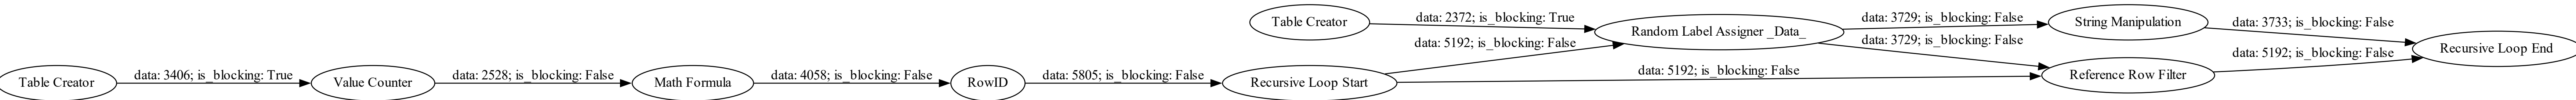 Table Creator
data: 2372; is_blocking: True
data: 3729; is_blocking: False
String Manipulation
data: 3733; is_blocking: False
Random Label Assigner _Data_
data: 5192; is_blocking: False
data: 3729; is_blocking: False
Recursive Loop End
data: 5192; is_blocking: False
Table Creator
data: 3406; is_blocking: True
Value Counter
data: 2528; is_blocking: False
Math Formula
data: 4058; is_blocking: False
RowID
data: 5805; is_blocking: False
Recursive Loop Start
data: 5192; is_blocking: False
Reference Row Filter